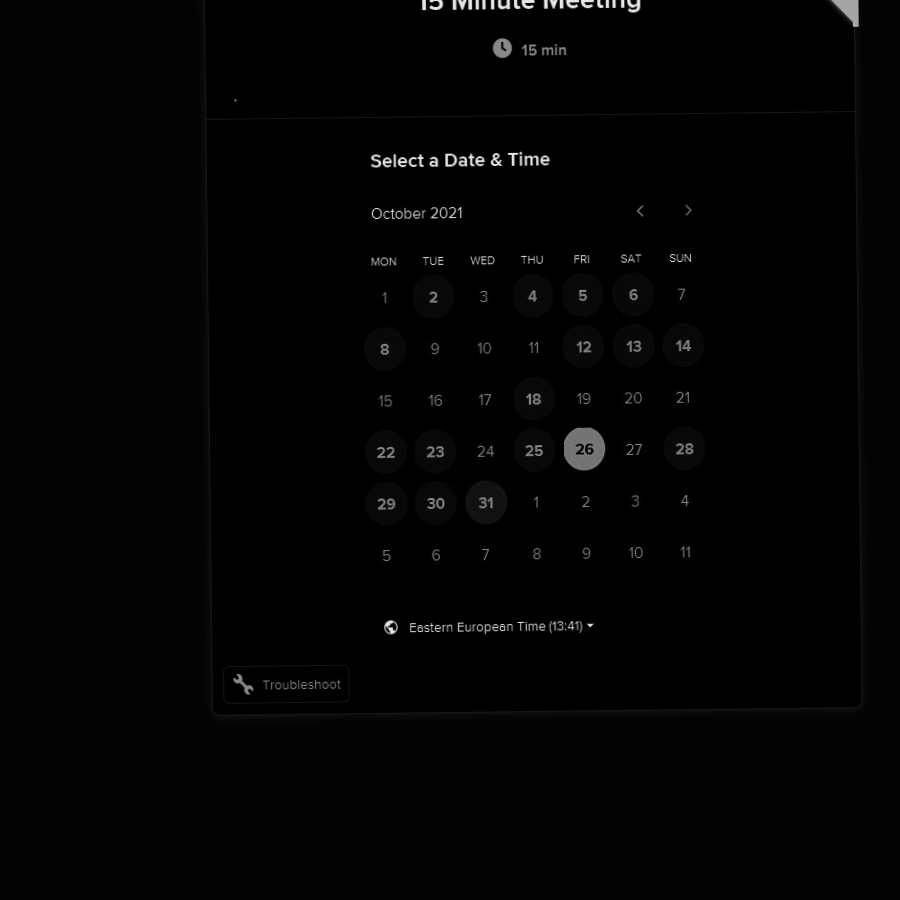 15 Minute Meeting
15 min
Select a Date & Time
October 2021
MON TUE WED THU FRI SAT SUN
1 2 3 4 5 6 7
8 9 10 11 12 13 14
15 16 17 18 19 20 21
22 23 24 25 26 27 28
29 30 31 1 2 3 4
5 6 7 8 9 10 11
Eastern European Time (13:41)
Troubleshoot